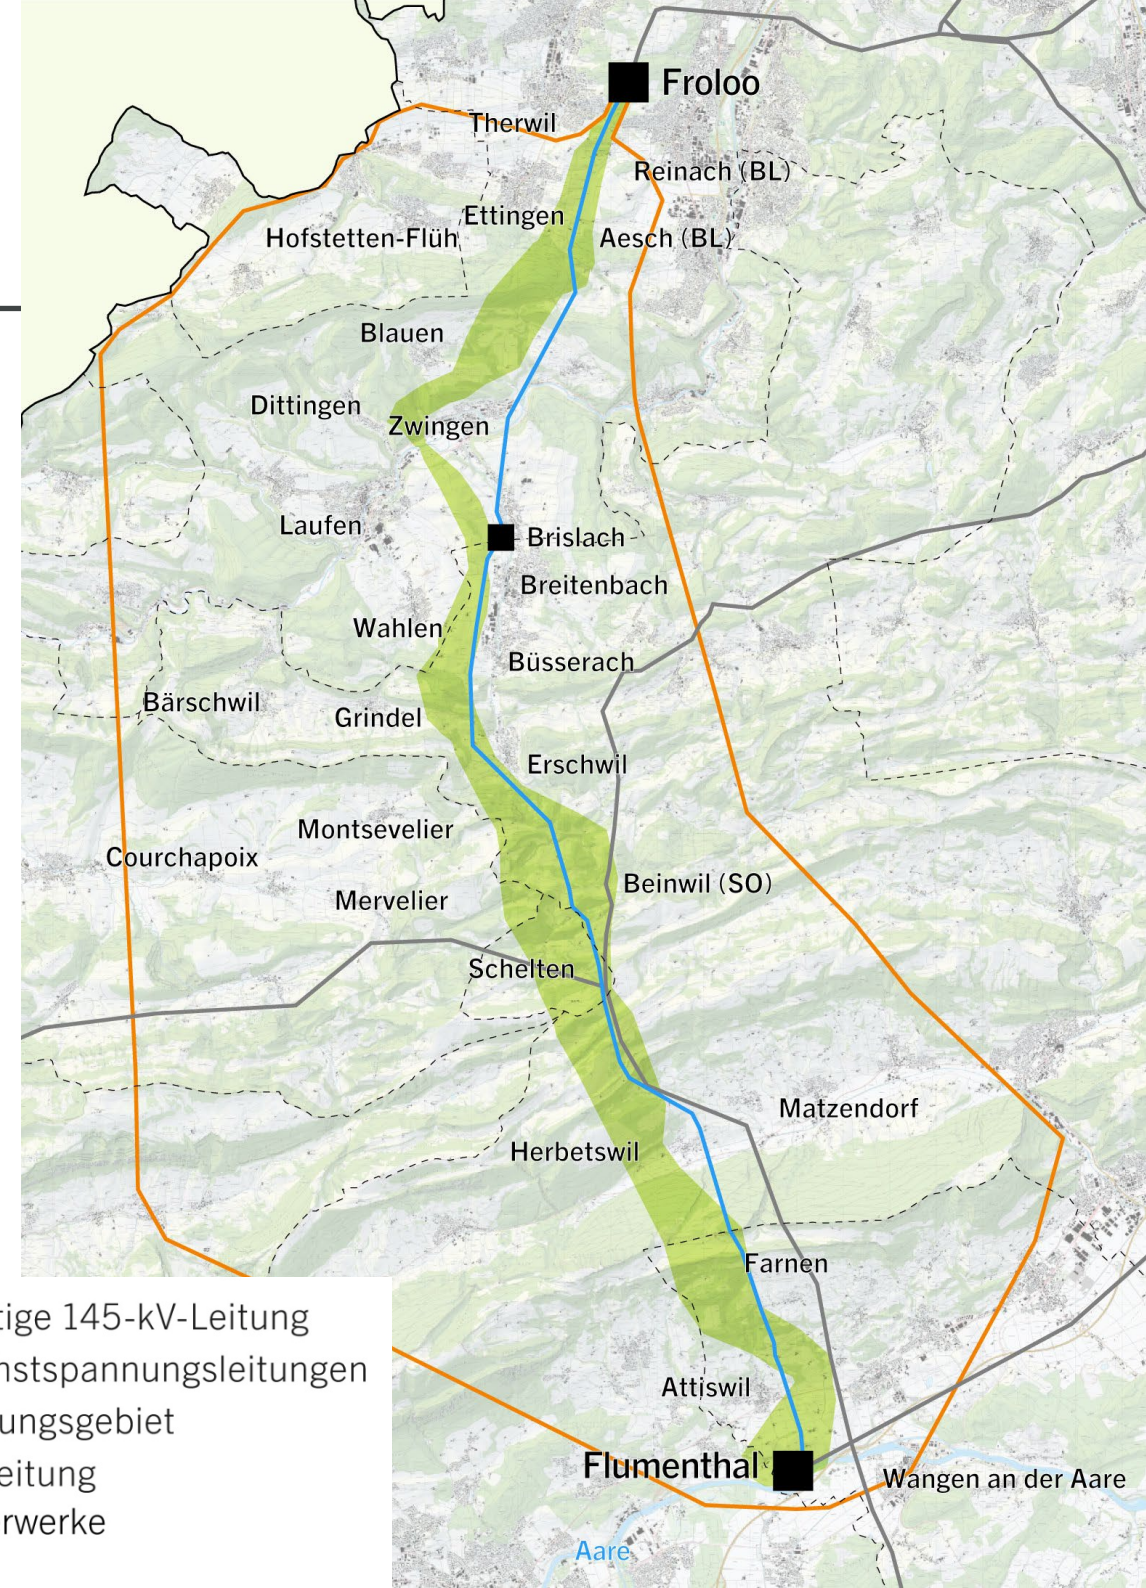 Froloo
Therwil
Reinach (BL)
Ettingen
Hofstetten-Flüh
Aesch (BL)
Blauen
Dittingen
Zwingen
Laufen
Brislach
Breitenbach
Wahlen
Büsserach
Bärschwil
Grindel
Erschwil
Montsevelier
Courchapoix
Beinwil (SO)
Mervelier
Schelten
Matzendorf
Herbetswil
Farnen
tige 145-kV-Leitung
nstspannungsleitungen
ungsgebiet
eitung
rwerke
Attiswil
Flumenthal
Wangen an der Aare
Aare